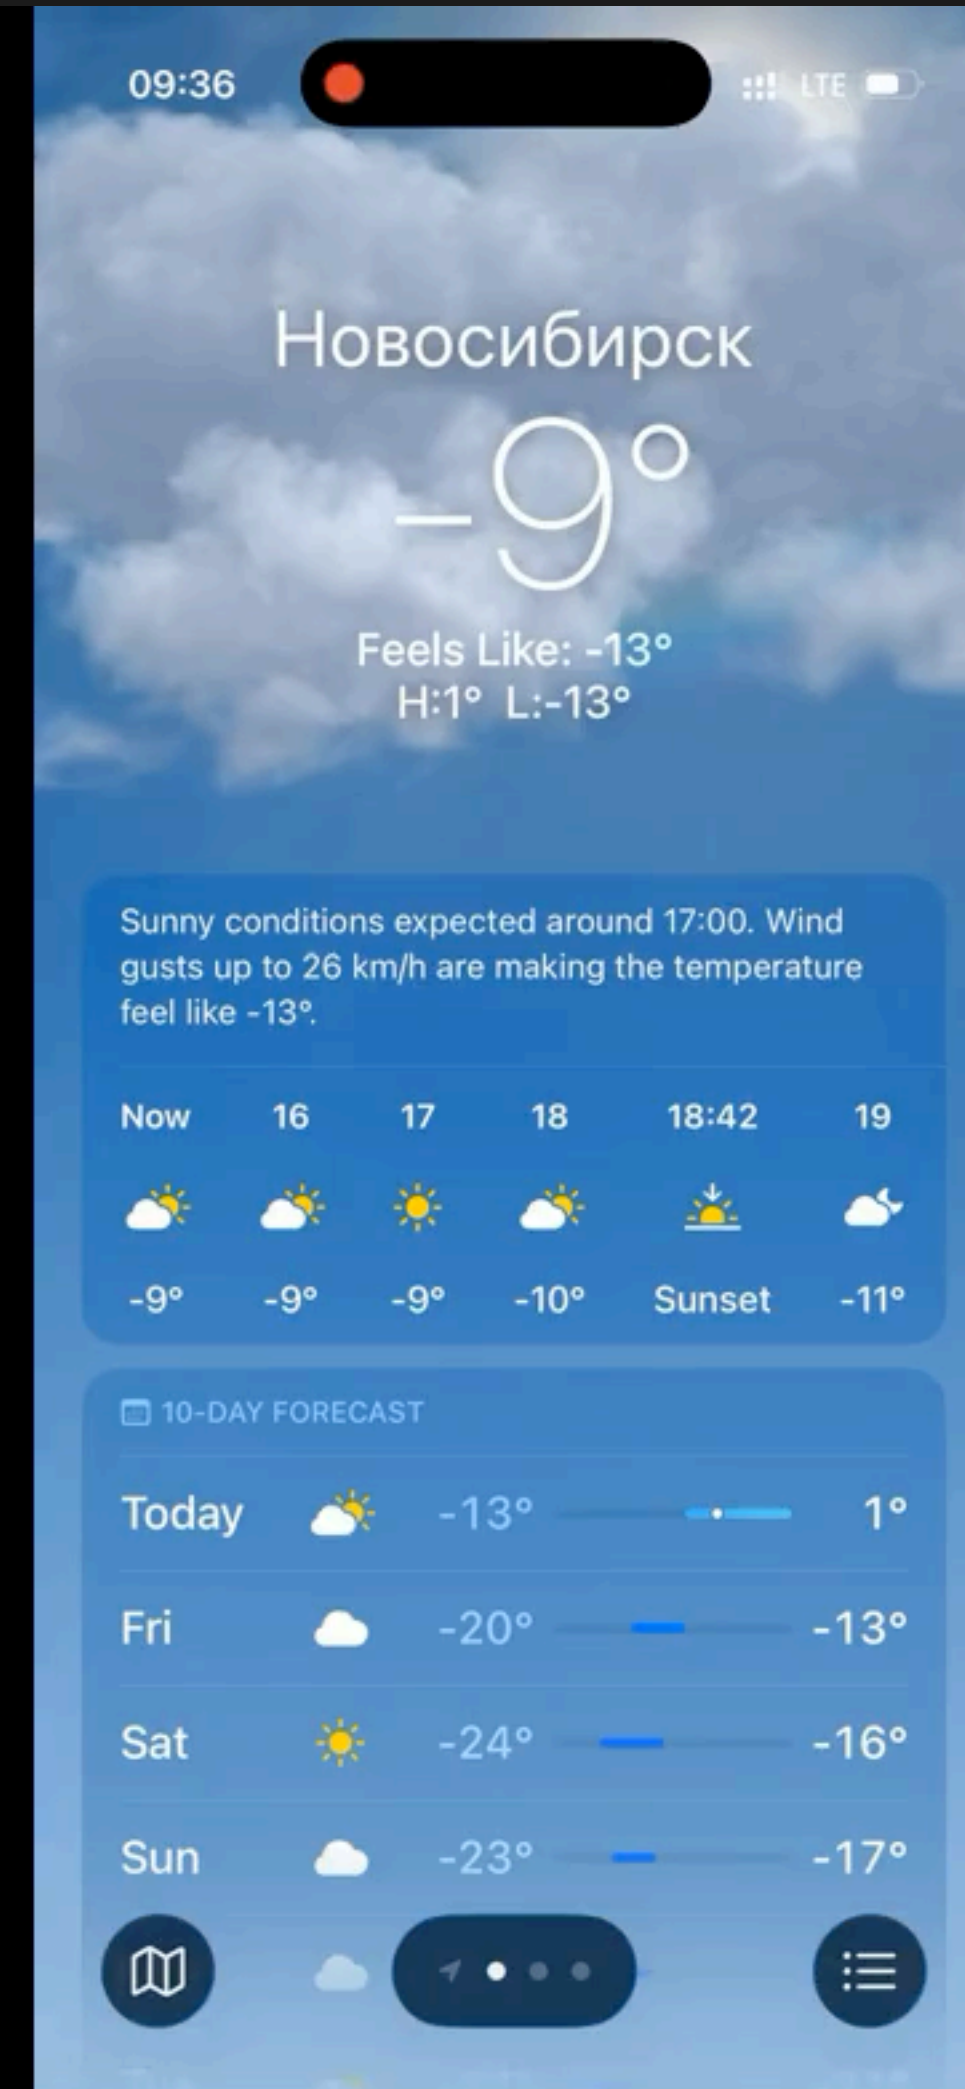 09:36 LTE
Новосибирск
-9°
Feels Like: -13°
H:1° L:-13°
Sunny conditions expected around 17:00. Wind
gusts up to 26 km/h are making the temperature
feel like -13°.
Now 16 17 18 18:42 19
-9° -9° -9° -10° Sunset -11°
10-DAY FORECAST
Today -13° 1°
Fri -20° -13°
Sat -24° -16°
Sun -23° -17°